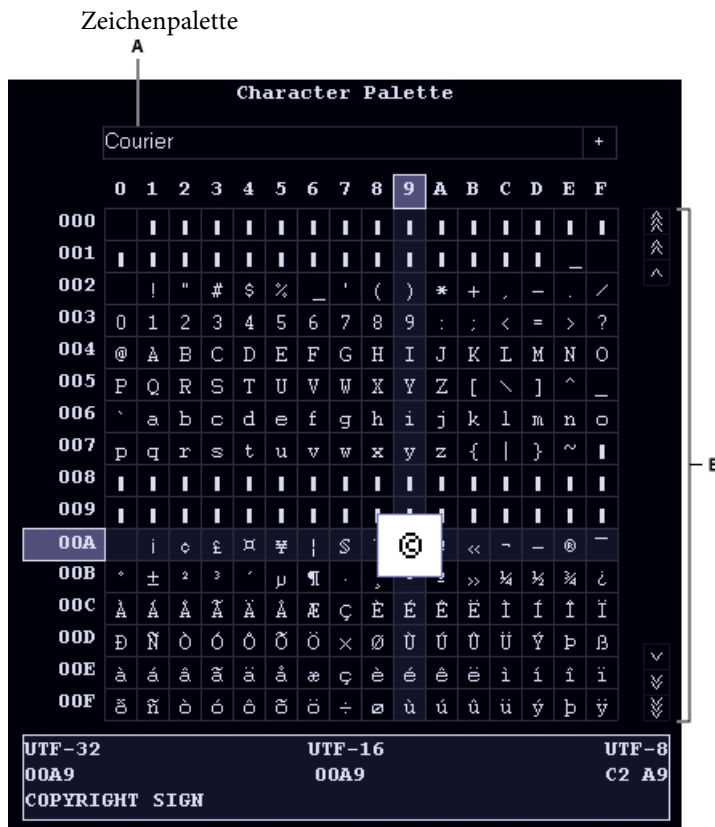 Zeichenpalette
A
Character Palette
Courier +
0 1 2 3 4 5 6 7 8 9 A B C D E F
000
001 _
002 ! " # $ % _ ' ( ) * + , – . /
003 0 1 2 3 4 5 6 7 8 9 : ; < = > ?
004 @ A B C D E F G H I J K L M N O
005 P Q R S T U V W X Y Z [ \ ] ^ _
006 ` a b c d e f g h i j k l m n o
007 p q r s t u v w x y z { | } ~
008
009
00A ¡ ¢ £ ¤ ¥ ¦ § © « ¬ – ® ¯
00B ° ± ² ³ ´ µ ¶ · ¸ º » ¼ ½ ¾ ¿
00C À Á Â Ã Ä Å Æ Ç È É Ê Ë Ì Í Î Ï
00D Ð Ñ Ò Ó Ô Õ Ö × Ø Ù Ú Û Ü Ý Þ ß
00E à á â ã ä å æ ç è é ê ë ì í î ï
00F ð ñ ò ó ô õ ö ÷ ø ù ú û ü ý þ ÿ
B
UTF-32 UTF-16 UTF-8
00A9 00A9 C2 A9
COPYRIGHT SIGN